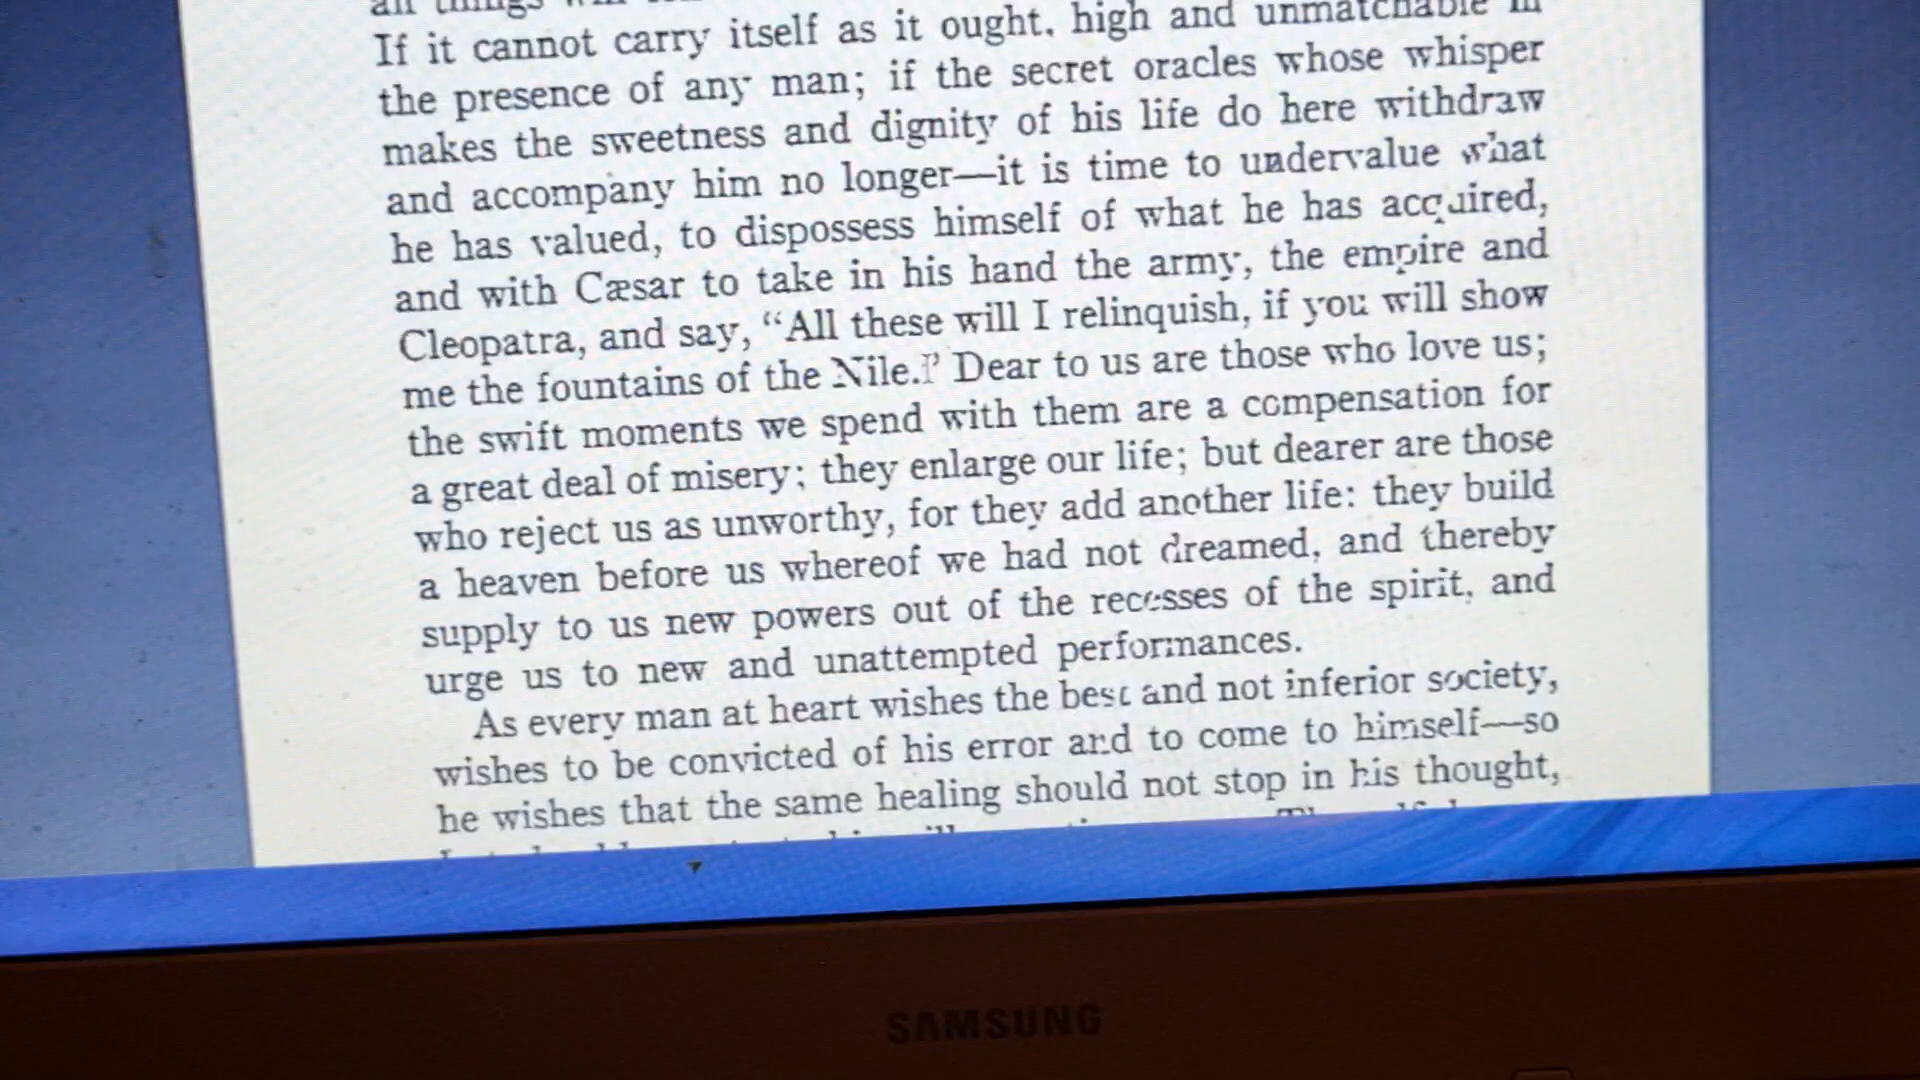 all things will
If it cannot carry itself as it ought, high and unmatchable in
the presence of any man; if the secret oracles whose whisper
makes the sweetness and dignity of his life do here withdraw
and accompany him no longer—it is time to undervalue what
he has valued, to dispossess himself of what he has acquired,
and with Cæsar to take in his hand the army, the empire and
Cleopatra, and say, “All these will I relinquish, if you will show
me the fountains of the Nile.” Dear to us are those who love us;
the swift moments we spend with them are a compensation for
a great deal of misery; they enlarge our life; but dearer are those
who reject us as unworthy, for they add another life: they build
a heaven before us whereof we had not dreamed, and thereby
supply to us new powers out of the recesses of the spirit, and
urge us to new and unattempted performances.
As every man at heart wishes the best and not inferior society,
wishes to be convicted of his error and to come to himself—so
he wishes that the same healing should not stop in his thought,
SAMSUNG